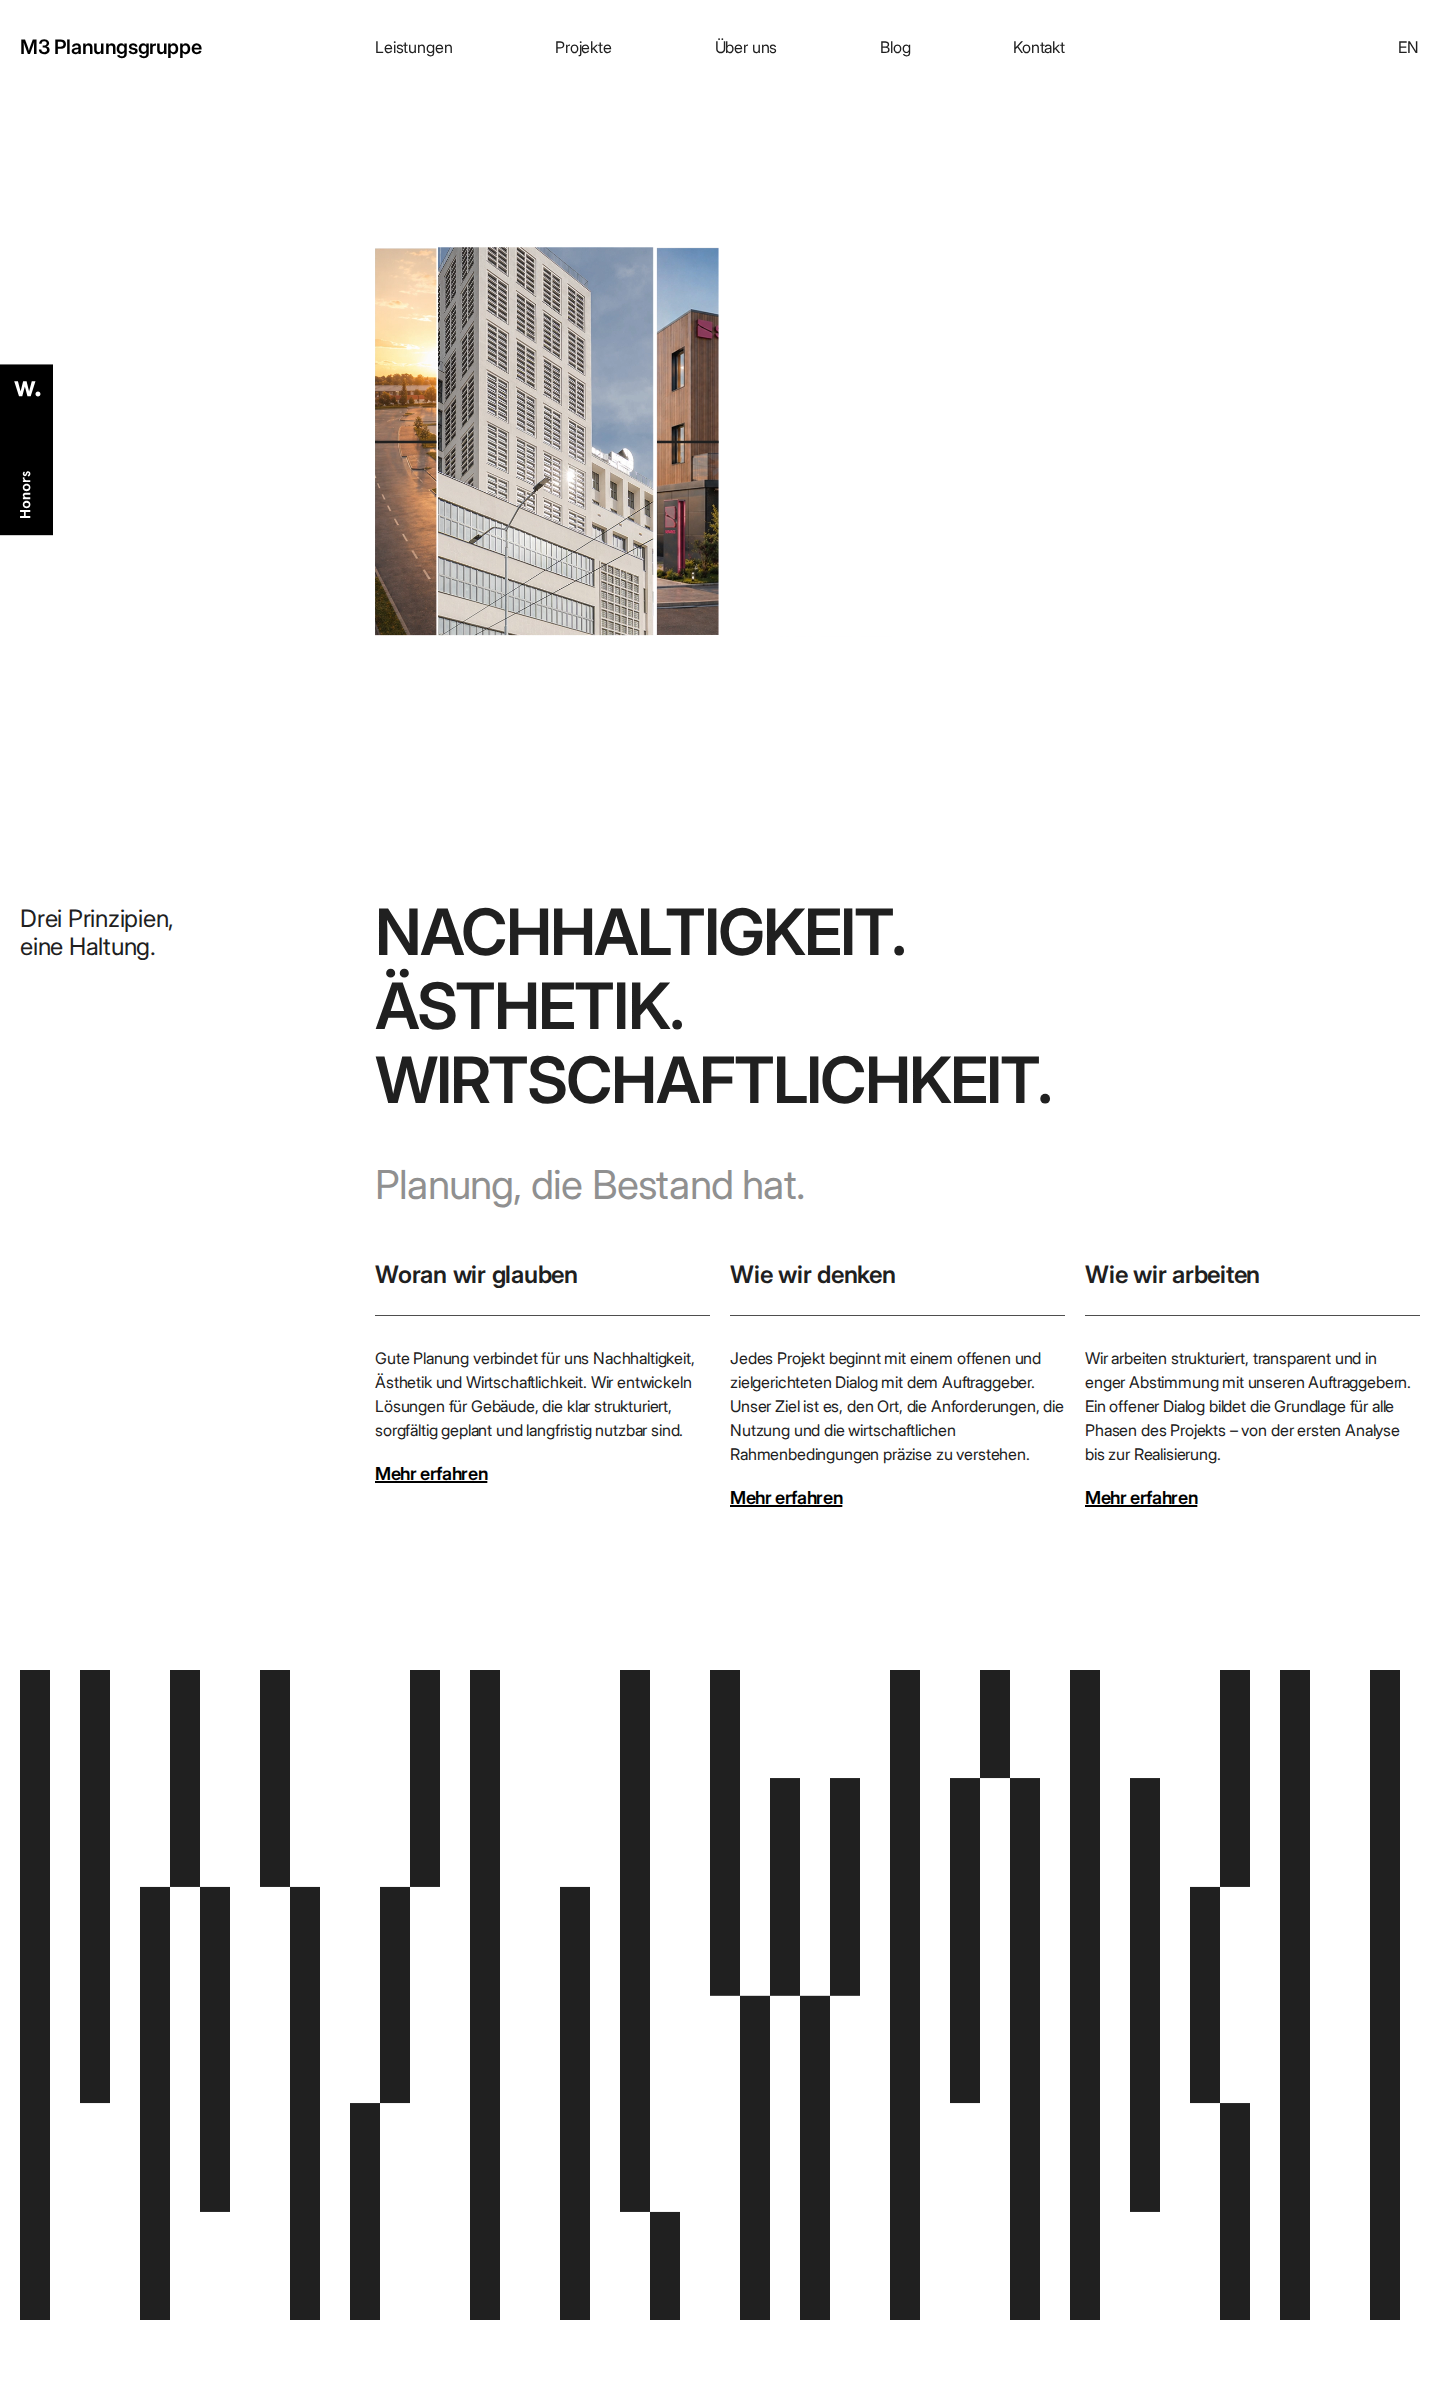 M3 Planungsgruppe
Leistungen
Projekte
Über uns
Blog
Kontakt
EN
W.
Honors
Drei Prinzipien,
eine Haltung.
NACHHALTIGKEIT.
ÄSTHETIK.
WIRTSCHAFTLICHKEIT.
Planung, die Bestand hat.
Woran wir glauben
Gute Planung verbindet für uns Nachhaltigkeit,
Ästhetik und Wirtschaftlichkeit. Wir entwickeln
Lösungen für Gebäude, die klar strukturiert,
sorgfältig geplant und langfristig nutzbar sind.
Mehr erfahren
Wie wir denken
Jedes Projekt beginnt mit einem offenen und
zielgerichteten Dialog mit dem Auftraggeber.
Unser Ziel ist es, den Ort, die Anforderungen, die
Nutzung und die wirtschaftlichen
Rahmenbedingungen präzise zu verstehen.
Mehr erfahren
Wie wir arbeiten
Wir arbeiten strukturiert, transparent und in
enger Abstimmung mit unseren Auftraggebern.
Ein offener Dialog bildet die Grundlage für alle
Phasen des Projekts – von der ersten Analyse
bis zur Realisierung.
Mehr erfahren